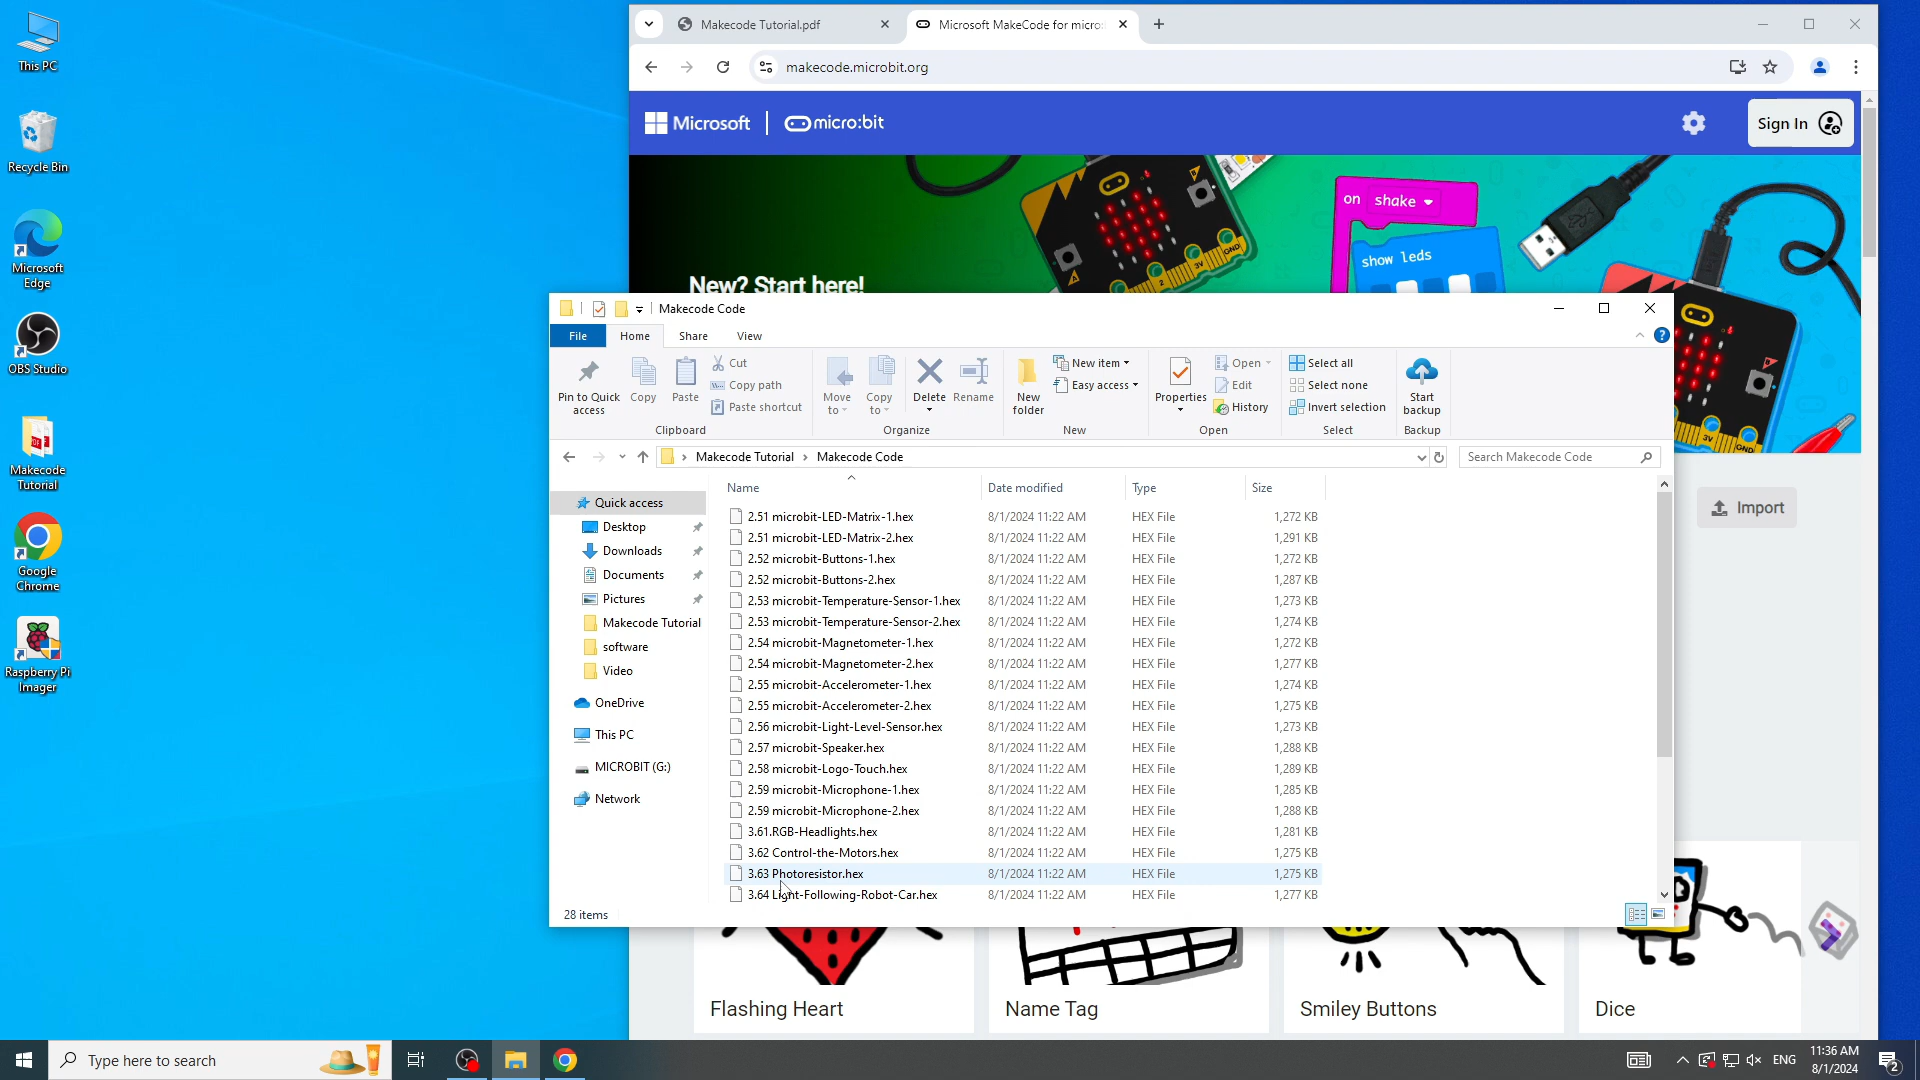 This PC
Recycle Bin
Microsoft
Edge
OBS Studio
Makecode
Tutorial
Google
Chrome
Raspberry Pi
Imager
Makecode Tutorial.pdf
Microsoft MakeCode for micro:
makecode.microbit.org
Microsoft
micro:bit
Sign In
on shake
show leds
GND
3V
New? Start here!
Import
Makecode Code
File
Home
Share
View
Pin to Quick
access
Copy
Paste
Cut
Copy path
Paste shortcut
Clipboard
Move
to
Copy
to
Delete
Rename
Organize
New
folder
New item
Easy access
New
Properties
Open
Edit
History
Open
Select all
Select none
Invert selection
Select
Start
backup
Backup
Makecode Tutorial > Makecode Code
Search Makecode Code
Quick access
Desktop
Downloads
Documents
Pictures
Makecode Tutorial
software
Video
OneDrive
This PC
MICROBIT (G:)
Network
Name Date modified Type Size
2.51 microbit-LED-Matrix-1.hex 8/1/2024 11:22 AM HEX File 1,272 KB
2.51 microbit-LED-Matrix-2.hex 8/1/2024 11:22 AM HEX File 1,291 KB
2.52 microbit-Buttons-1.hex 8/1/2024 11:22 AM HEX File 1,272 KB
2.52 microbit-Buttons-2.hex 8/1/2024 11:22 AM HEX File 1,287 KB
2.53 microbit-Temperature-Sensor-1.hex 8/1/2024 11:22 AM HEX File 1,273 KB
2.53 microbit-Temperature-Sensor-2.hex 8/1/2024 11:22 AM HEX File 1,274 KB
2.54 microbit-Magnetometer-1.hex 8/1/2024 11:22 AM HEX File 1,272 KB
2.54 microbit-Magnetometer-2.hex 8/1/2024 11:22 AM HEX File 1,277 KB
2.55 microbit-Accelerometer-1.hex 8/1/2024 11:22 AM HEX File 1,274 KB
2.55 microbit-Accelerometer-2.hex 8/1/2024 11:22 AM HEX File 1,275 KB
2.56 microbit-Light-Level-Sensor.hex 8/1/2024 11:22 AM HEX File 1,273 KB
2.57 microbit-Speaker.hex 8/1/2024 11:22 AM HEX File 1,288 KB
2.58 microbit-Logo-Touch.hex 8/1/2024 11:22 AM HEX File 1,289 KB
2.59 microbit-Microphone-1.hex 8/1/2024 11:22 AM HEX File 1,285 KB
2.59 microbit-Microphone-2.hex 8/1/2024 11:22 AM HEX File 1,288 KB
3.61.RGB-Headlights.hex 8/1/2024 11:22 AM HEX File 1,281 KB
3.62 Control-the-Motors.hex 8/1/2024 11:22 AM HEX File 1,275 KB
3.63 Photoresistor.hex 8/1/2024 11:22 AM HEX File 1,275 KB
3.64 Light-Following-Robot-Car.hex 8/1/2024 11:22 AM HEX File 1,277 KB
28 items
Flashing Heart
Name Tag
Smiley Buttons
Dice
Type here to search
ENG
11:36 AM
8/1/2024
2